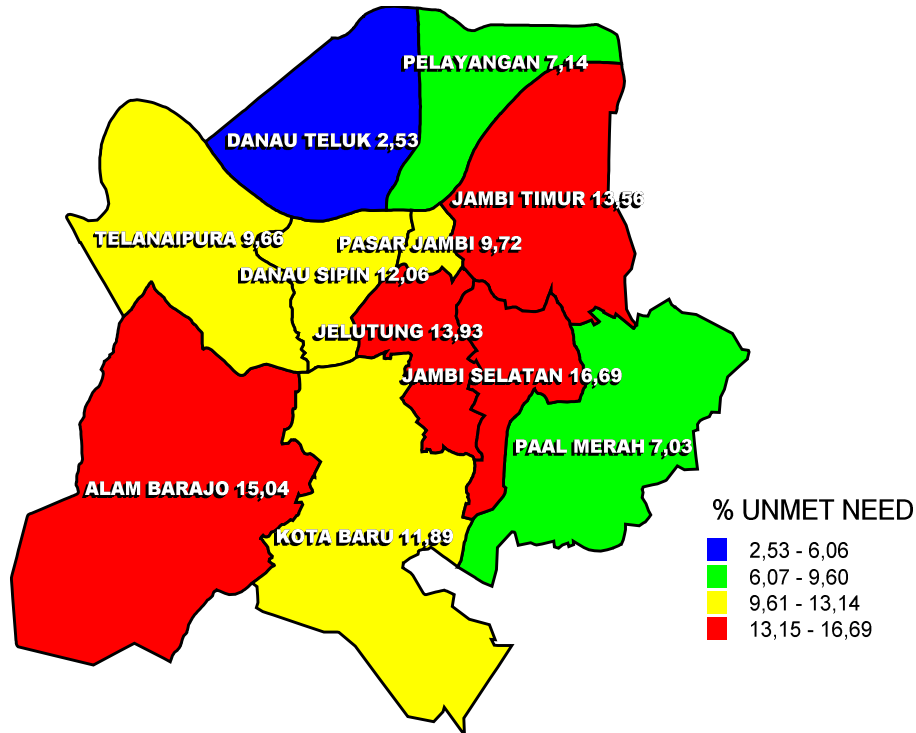 PELAYANGAN 7,14
DANAU TELUK 2,53
JAMBI TIMUR 13,56
TELANAIPURA 9,66
PASAR JAMBI 9,72
DANAU SIPIN 12,06
JELUTUNG 13,93
JAMBI SELATAN 16,69
PAAL MERAH 7,03
ALAM BARAJO 15,04
KOTA BARU 11,89
% UNMET NEED
2,53 - 6,06
6,07 - 9,60
9,61 - 13,14
13,15 - 16,69